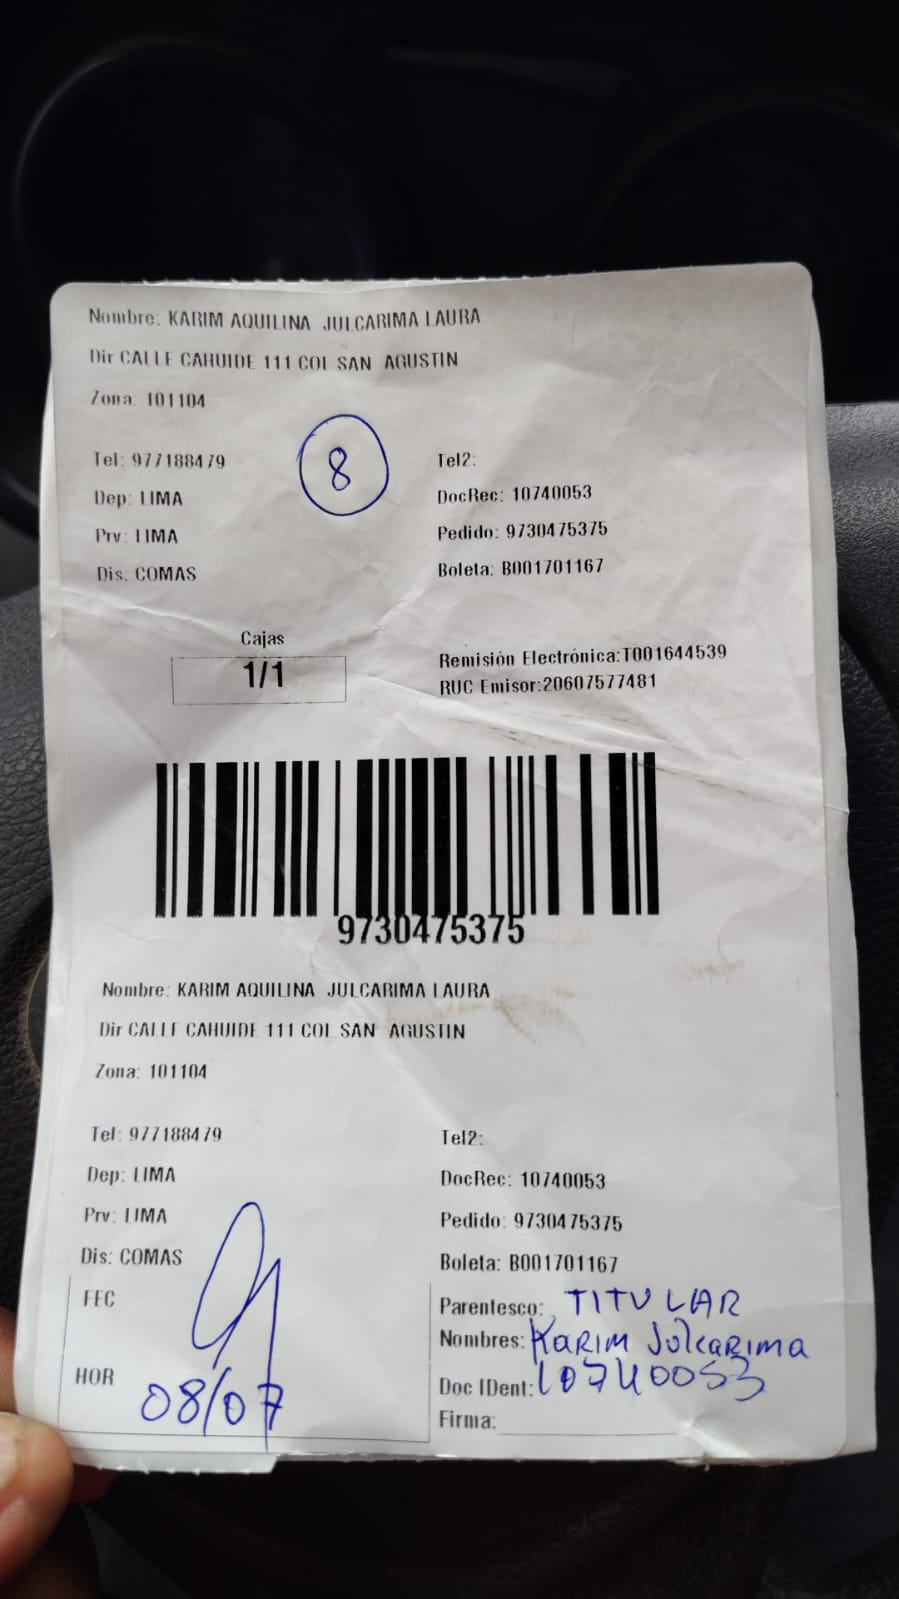 Nombre: KARIM AQUILINA JULCARIMA LAURA
Dir CALLE CAHUIDE 111 COL SAN AGUSTIN
Zona: 101104
8
Tel: 977188479 Tel2:
Dep: LIMA DocRec: 10740053
Prv: LIMA Pedido: 9730475375
Dis. COMAS Boleta: B001701167
Cajas
1/1
Remisión Electrónica:T001644539
RUC Emisor:20607577481
9730475375
Nombre: KARIM AQUILINA JULCARIMA LAURA
Dir CALLE CAHUIDE 111 COL SAN AGUSTIN
Zona: 101104
Tel: 977188479 Tel2:
Dep: LIMA DocRec: 10740053
Prv: LIMA Pedido: 9730475375
Dis: COMAS Boleta: B001701167
FEC Parentesco: TITULAR
Nombres: Karim Julcarima
HOR 08/07 Doc IDent: 10740053
Firma: